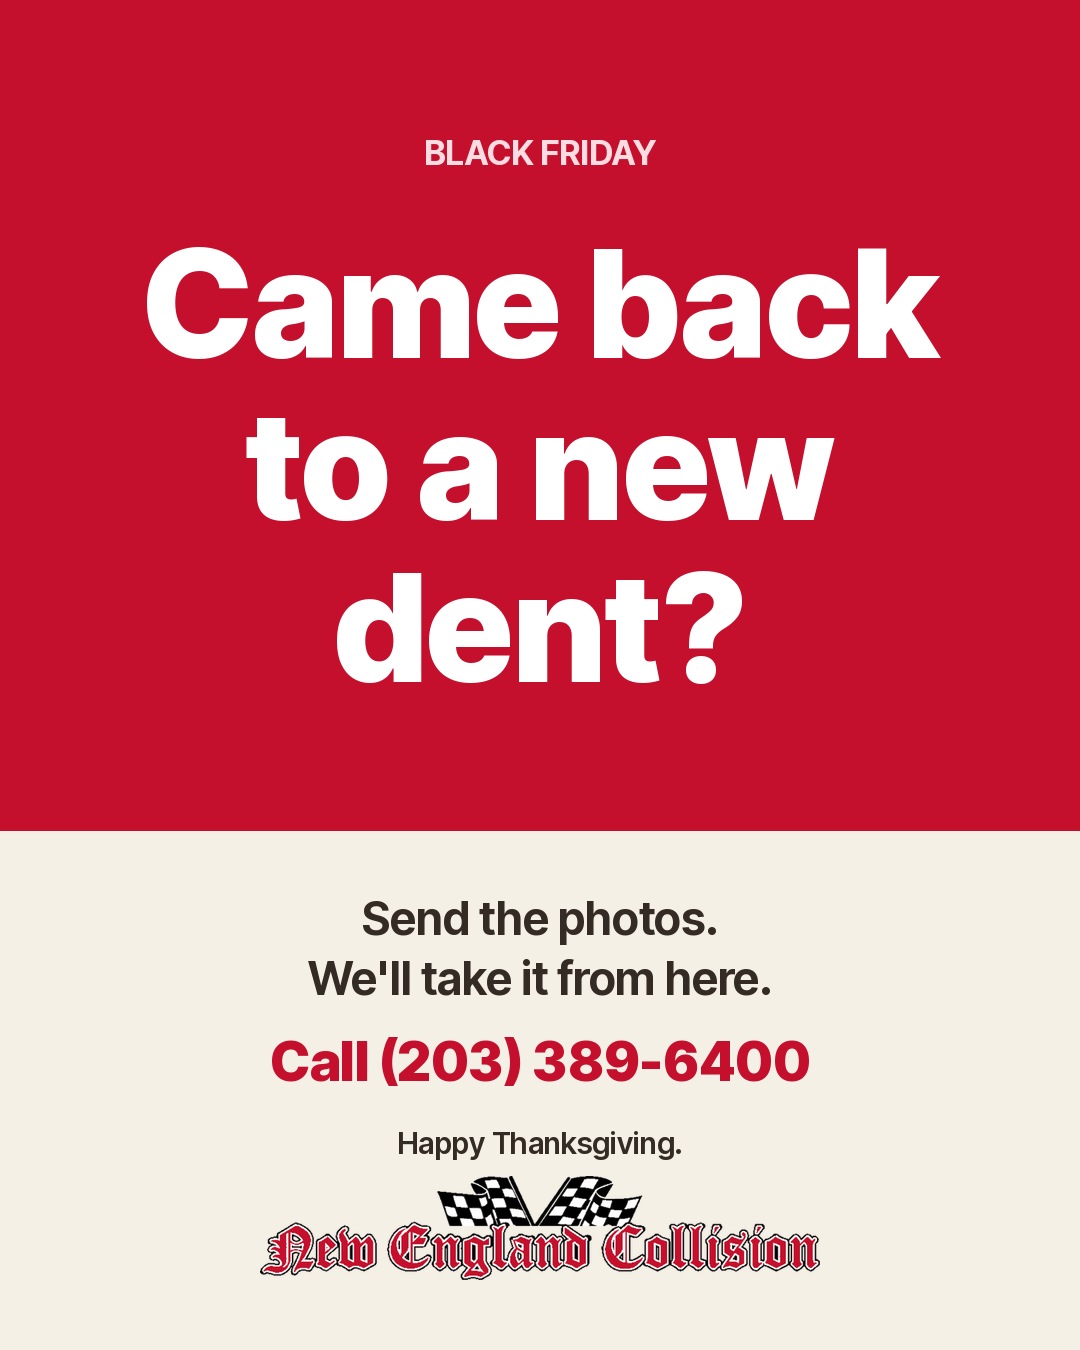 BLACK FRIDAY
Came back
to a new
dent?
Send the photos.
We'll take it from here.
Call (203) 389-6400
Happy Thanksgiving.
New England Collision